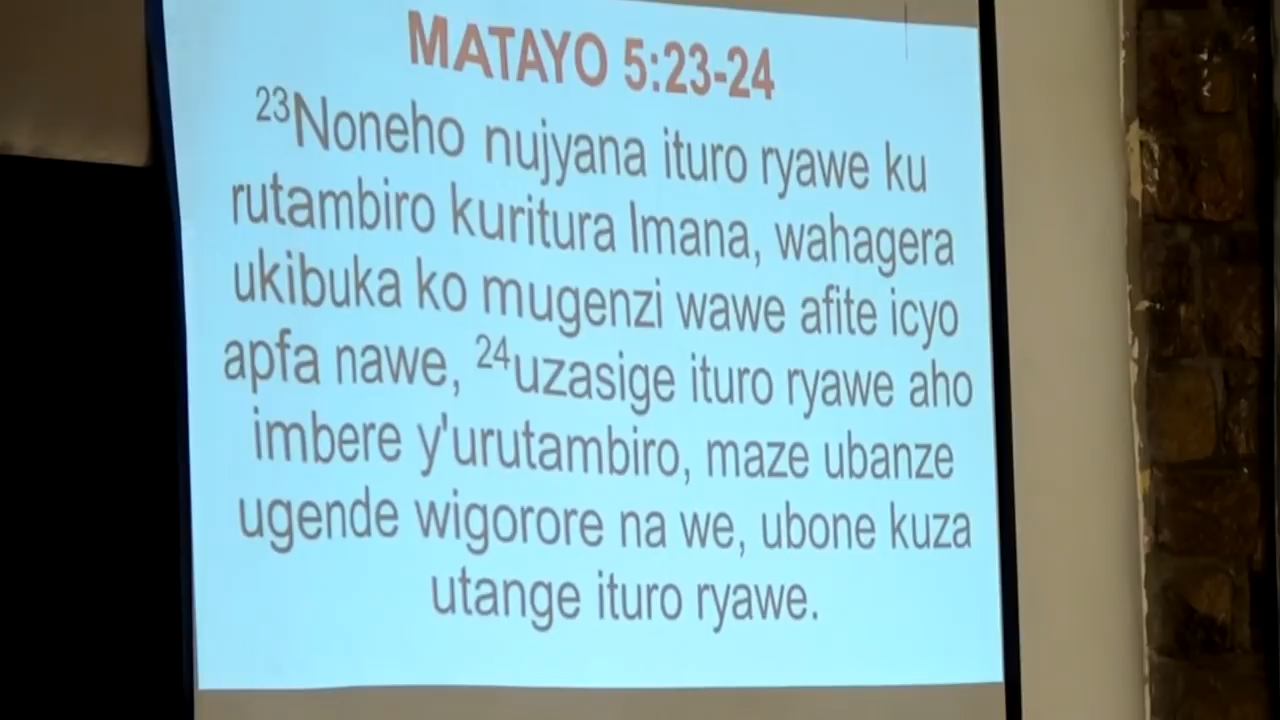 MATAYO 5:23-24
23Noneho nujyana ituro ryawe ku
rutambiro kuritura Imana, wahagera
ukibuka ko mugenzi wawe afite icyo
apfa nawe, 24uzasige ituro ryawe aho
imbere y'urutambiro, maze ubanze
ugende wigorore na we, ubone kuza
utange ituro ryawe.